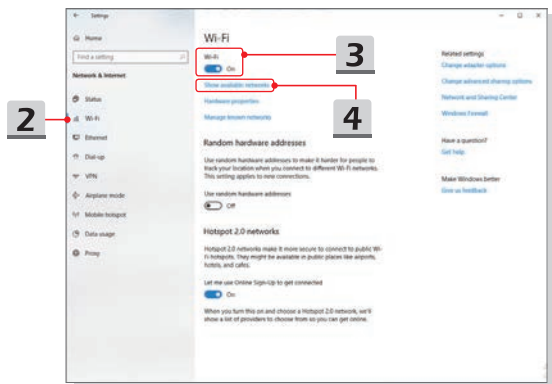 Settings
Home
Find a setting
Network & Internet
Status
Wi-Fi
Ethernet
Dial-up
VPN
Airplane mode
Mobile hotspot
Data usage
Proxy
2
Wi-Fi
Wi-Fi
On
3
Show available networks
4
Hardware properties
Manage known networks
Random hardware addresses
Use random hardware addresses to make it harder for people to
track your location when you connect to different Wi-Fi networks.
This setting applies to new connections.
Use random hardware addresses
Off
Hotspot 2.0 networks
Hotspot 2.0 networks make it more secure to connect to public Wi-
Fi hotspots. They might be available in public places like airports,
hotels, and cafes.
Let me use Online Sign-Up to get connected
On
When you turn this on and choose a Hotspot 2.0 network, we'll
show a list of providers to choose from so you can get online.
Related settings
Change adapter options
Change advanced sharing options
Network and Sharing Center
Windows Firewall
Have a question?
Get help
Make Windows better
Give us feedback